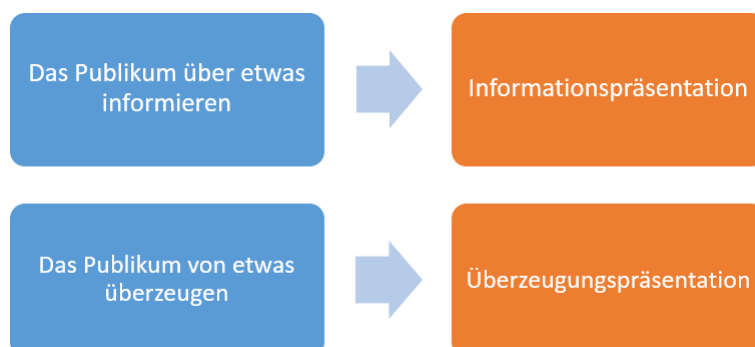 Das Publikum über etwas
informieren
Informationspräsentation
Das Publikum von etwas
überzeugen
Überzeugungspräsentation